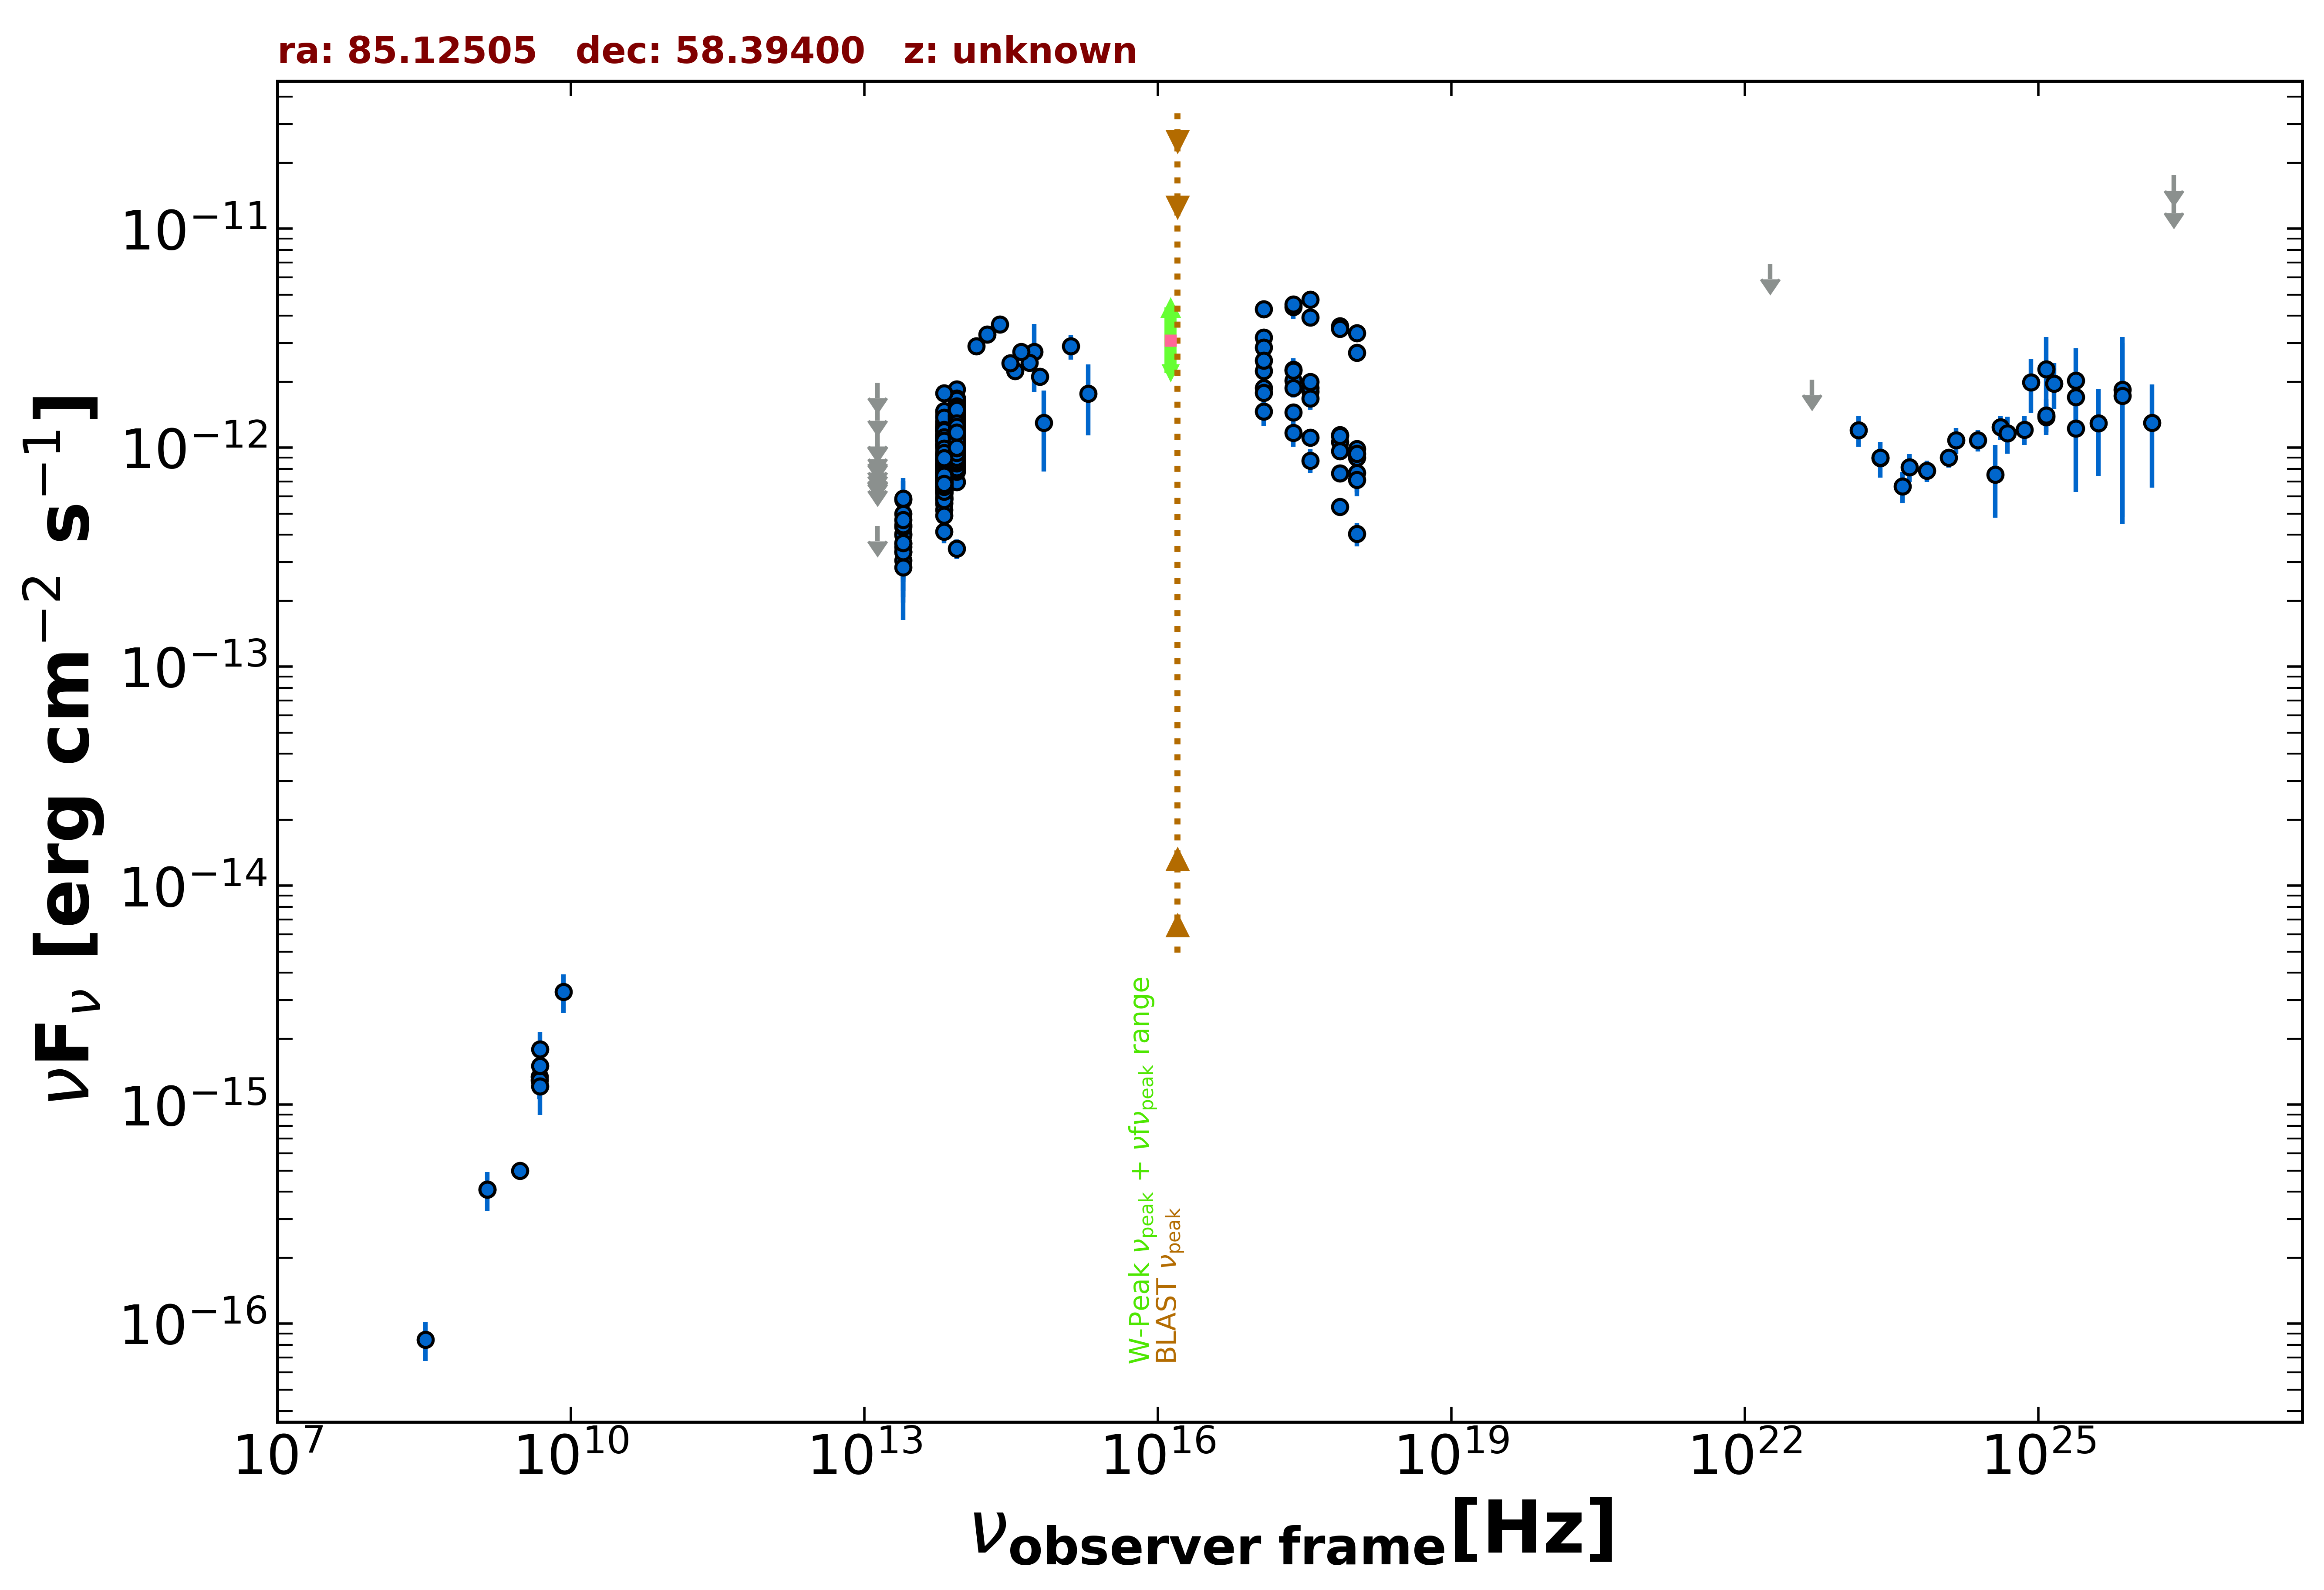 ra: 85.12505   dec: 58.39400   z: unknown
νFν [erg cm−2 s−1]
10−11
10−12
10−13
10−14
10−15
10−16
W-Peak νpeak + νfνpeak range
BLAST νpeak
107 1010 1013 1016 1019 1022 1025
νobserver frame[Hz]